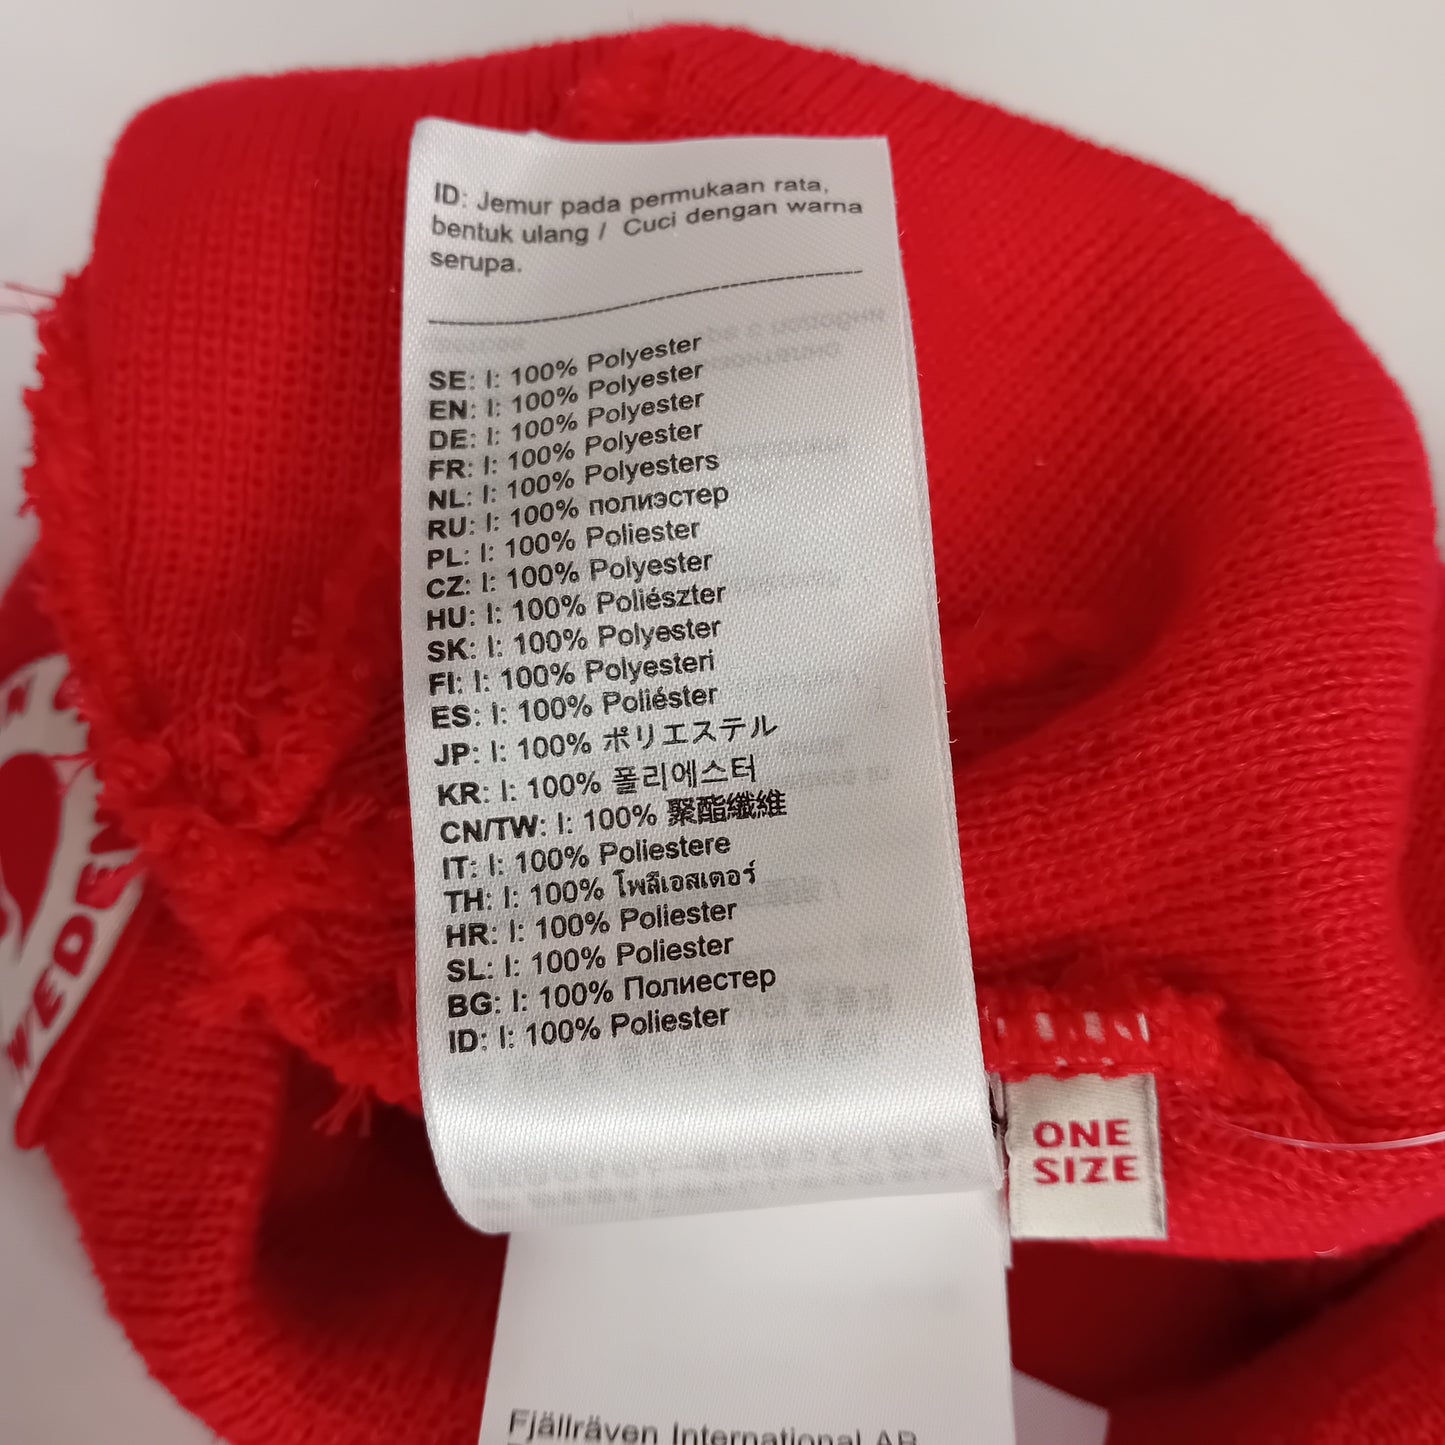 ID: Jemur pada permukaan rata,
bentuk ulang / Cuci dengan warna
serupa.
SE: I: 100% Polyester
EN: I: 100% Polyester
DE: I: 100% Polyester
FR: I: 100% Polyester
NL: I: 100% Polyesters
RU: I: 100% полиэстер
PL: I: 100% Poliester
CZ: I: 100% Polyester
HU: I: 100% Poliészter
SK: I: 100% Polyester
FI: I: 100% Polyesteri
ES: I: 100% Poliéster
JP: I: 100% ポリエステル
KR: I: 100% 폴리에스터
CN/TW: I: 100% 聚酯纖維
IT: I: 100% Poliestere
TH: I: 100% โพลีเอสเตอร์
HR: I: 100% Poliester
SL: I: 100% Poliester
BG: I: 100% Полиестер
ID: I: 100% Poliester
ONE
SIZE
Fjällräven International AB
WEDEN